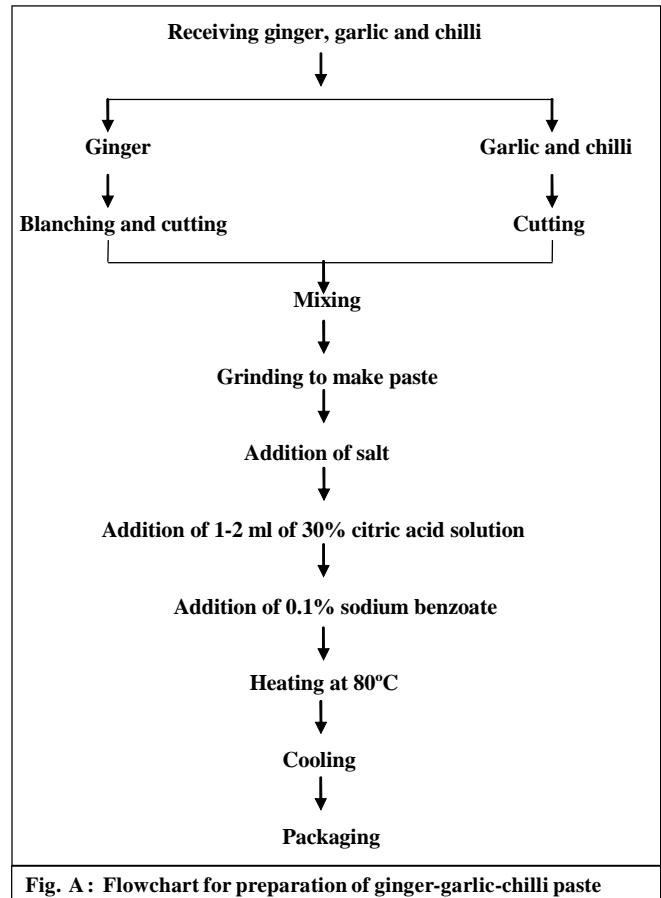 Receiving ginger, garlic and chilli
Ginger
Garlic and chilli
Blanching and cutting
Cutting
Mixing
Grinding to make paste
Addition of salt
Addition of 1-2 ml of 30% citric acid solution
Addition of 0.1% sodium benzoate
Heating at 80ºC
Cooling
Packaging
Fig. A : Flowchart for preparation of ginger-garlic-chilli paste